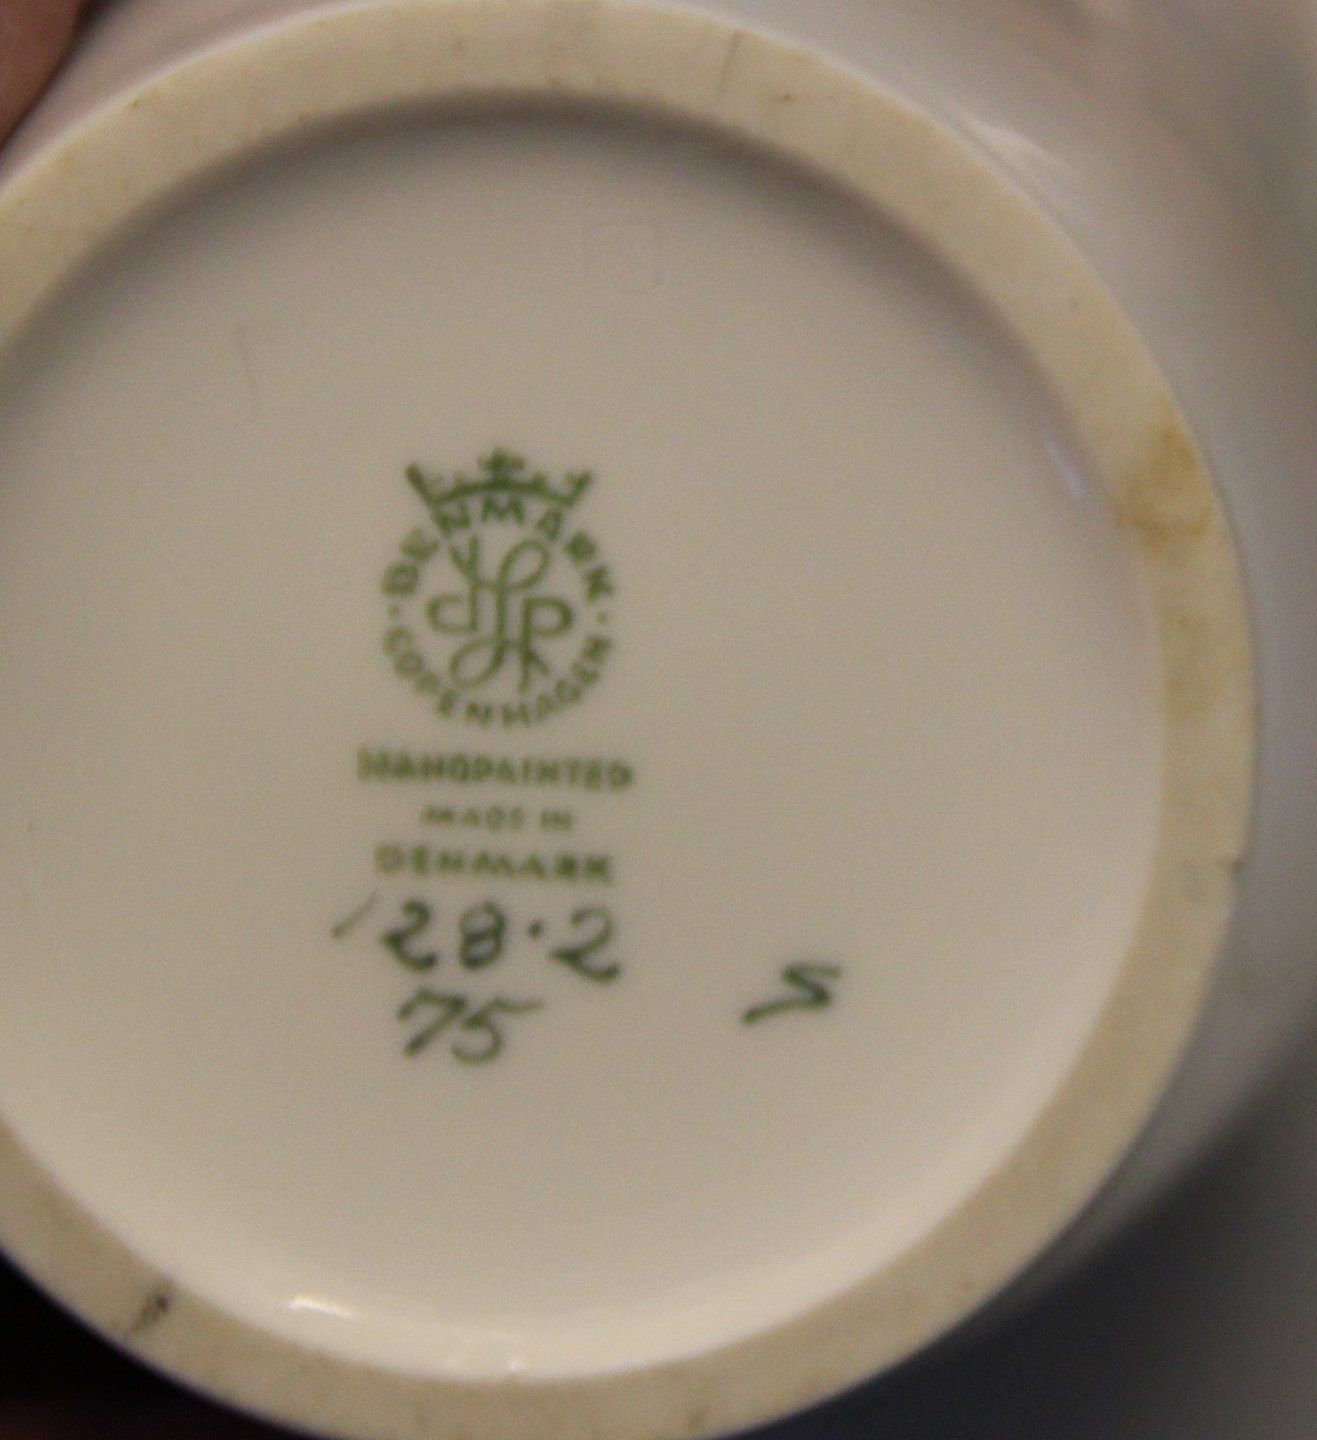 DENMARK
COPENHAGEN
HANDPAINTED
MADE IN
DENMARK
128·2
75
S